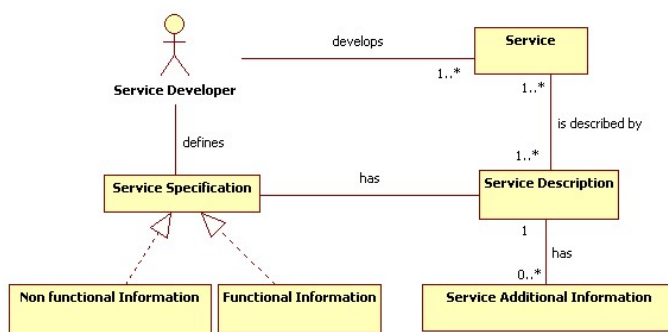 develops
Service
1..*
Service Developer
1..*
is described by
defines
1..*
has
Service Specification
Service Description
1
has
0..*
Non functional Information
Functional Information
Service Additional Information